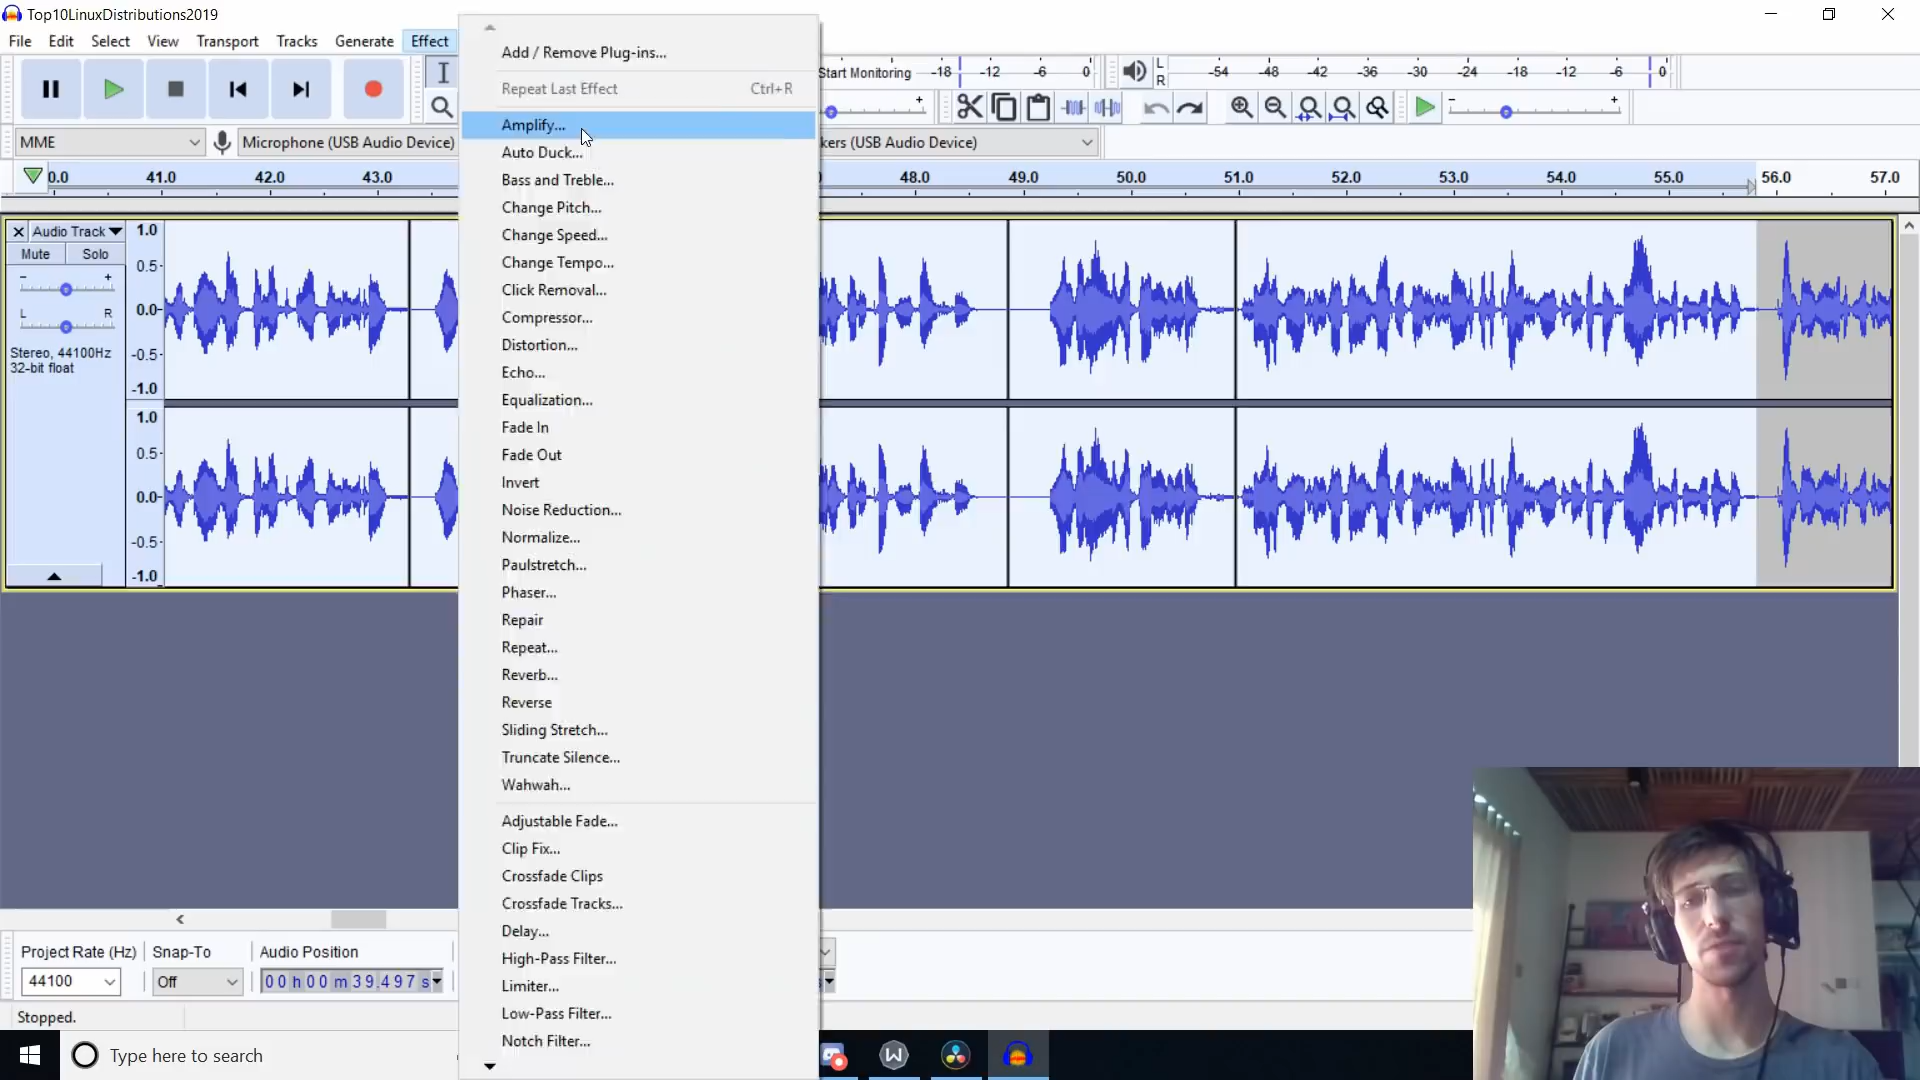 Top10LinuxDistributions2019
File Edit Select View Transport Tracks Generate Effect
Add / Remove Plug-ins...
Repeat Last Effect Ctrl+R
Amplify...
Auto Duck...
Bass and Treble...
Change Pitch...
Change Speed...
Change Tempo...
Click Removal...
Compressor...
Distortion...
Echo...
Equalization...
Fade In
Fade Out
Invert
Noise Reduction...
Normalize...
Paulstretch...
Phaser...
Repair
Repeat...
Reverb...
Reverse
Sliding Stretch...
Truncate Silence...
Wahwah...
Adjustable Fade...
Clip Fix...
Crossfade Clips
Crossfade Tracks...
Delay...
High-Pass Filter...
Limiter...
Low-Pass Filter...
Notch Filter...
Start Monitoring -18 -12 -6 0
L
R
-54 -48 -42 -36 -30 -24 -18 -12 -6 0
MME
Microphone (USB Audio Device)
kers (USB Audio Device)
0.0 41.0 42.0 43.0 48.0 49.0 50.0 51.0 52.0 53.0 54.0 55.0 56.0 57.0
Audio Track
Mute Solo
- +
L R
Stereo, 44100Hz
32-bit float
1.0
0.5
0.0
-0.5
-1.0
1.0
0.5
0.0
-0.5
-1.0
Project Rate (Hz) Snap-To Audio Position
44100 Off 00 h 00 m 39.497 s
Stopped.
Type here to search
W